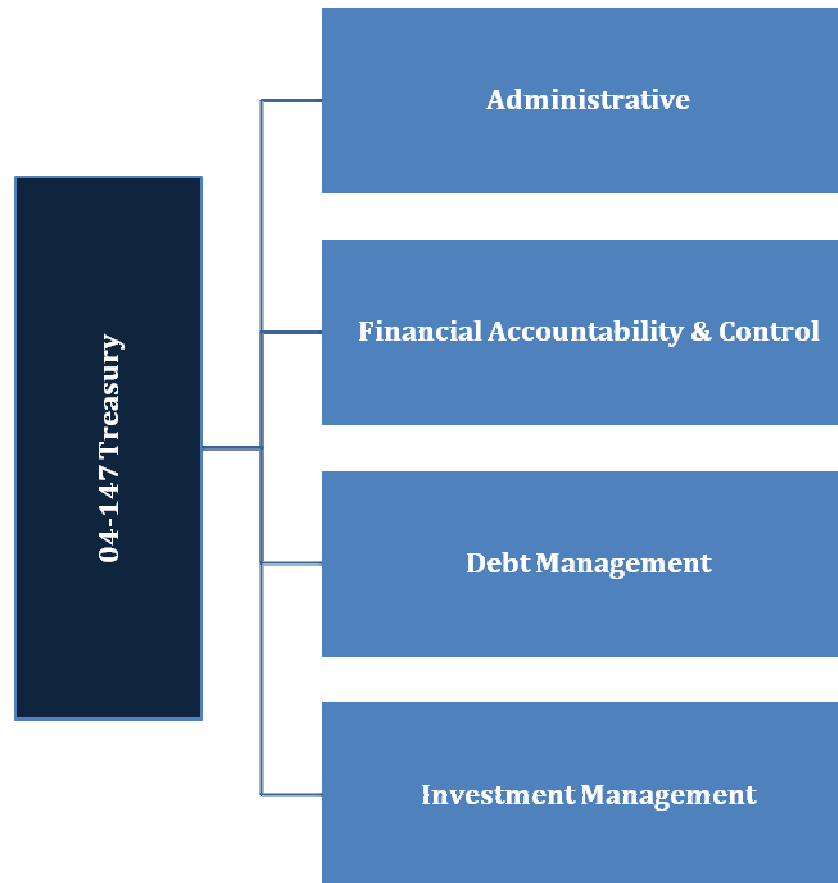 04-147 Treasury
Administrative
Financial Accountability & Control
Debt Management
Investment Management